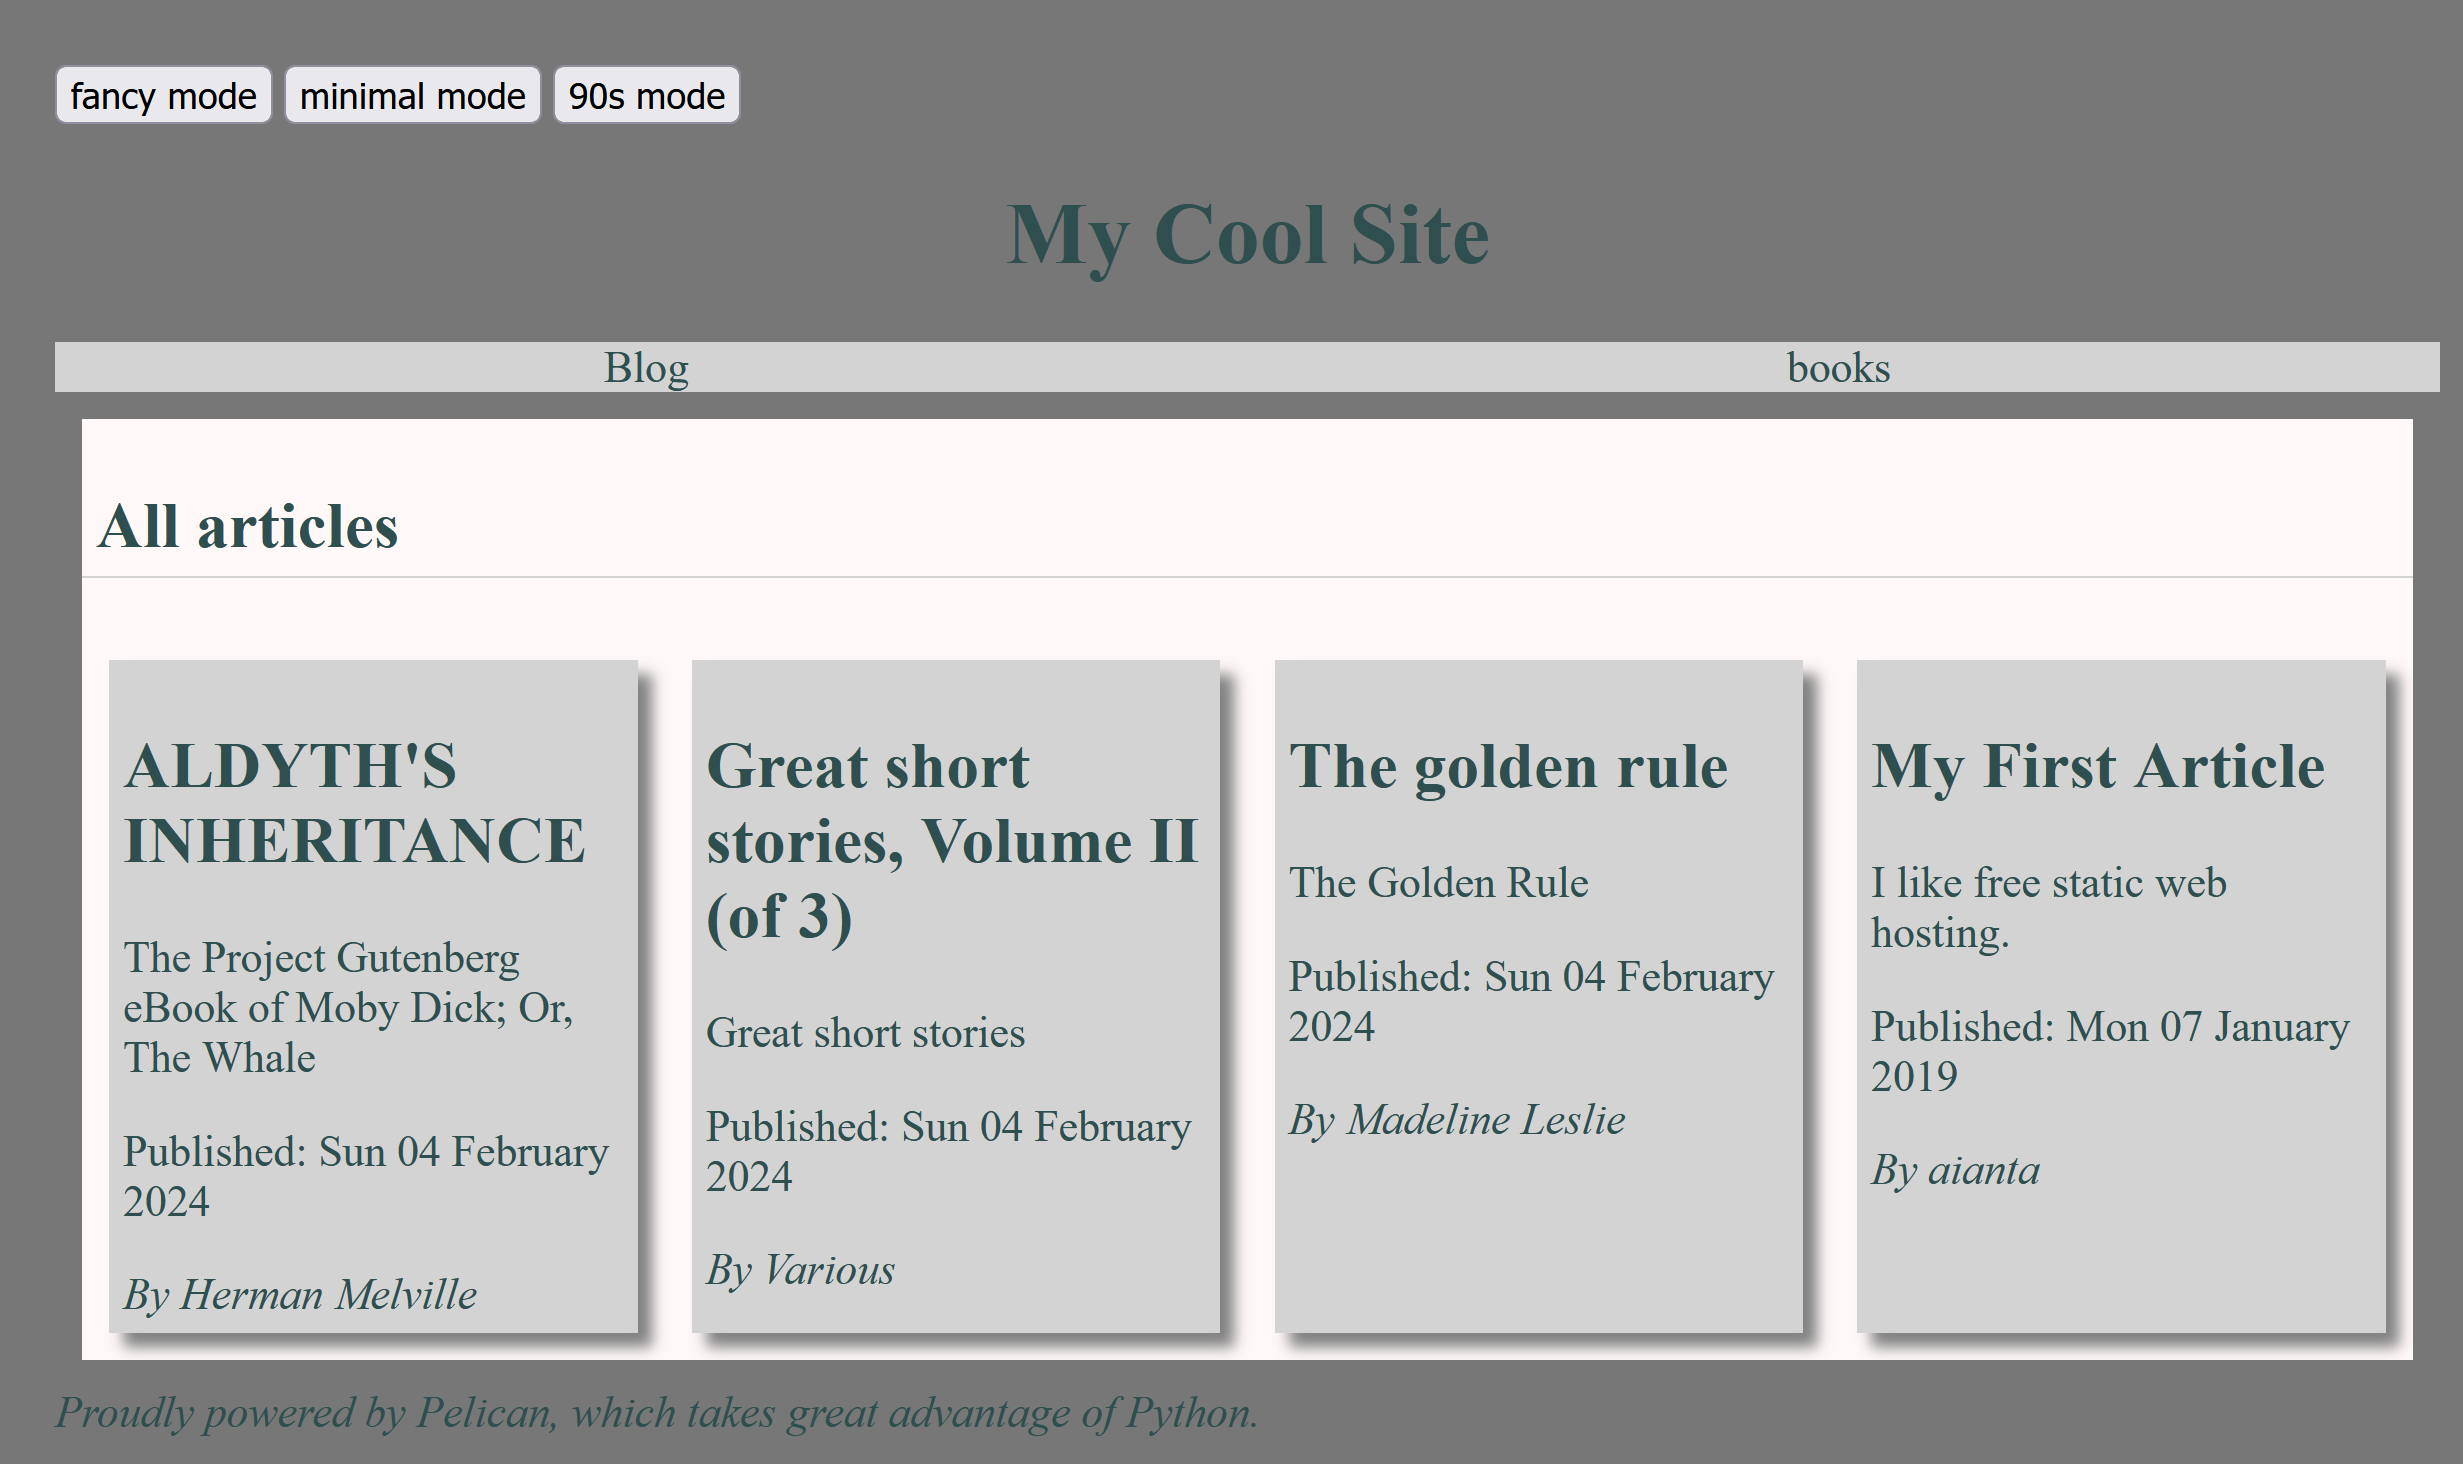 fancy mode minimal mode 90s mode
My Cool Site
Blog books
All articles
ALDYTH'S
INHERITANCE
The Project Gutenberg
eBook of Moby Dick; Or,
The Whale
Published: Sun 04 February
2024
By Herman Melville
Great short
stories, Volume II
(of 3)
Great short stories
Published: Sun 04 February
2024
By Various
The golden rule
The Golden Rule
Published: Sun 04 February
2024
By Madeline Leslie
My First Article
I like free static web
hosting.
Published: Mon 07 January
2019
By aianta
Proudly powered by Pelican, which takes great advantage of Python.